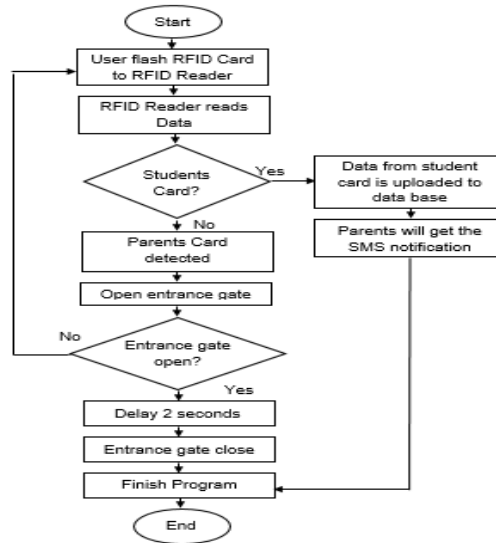 Start
User flash RFID Card
to RFID Reader
RFID Reader reads
Data
Students
Card?
Yes
Data from student
card is uploaded to
data base
No
Parents Card
detected
Parents will get the
SMS notification
Open entrance gate
No
Entrance gate
open?
Yes
Delay 2 seconds
Entrance gate close
Finish Program
End